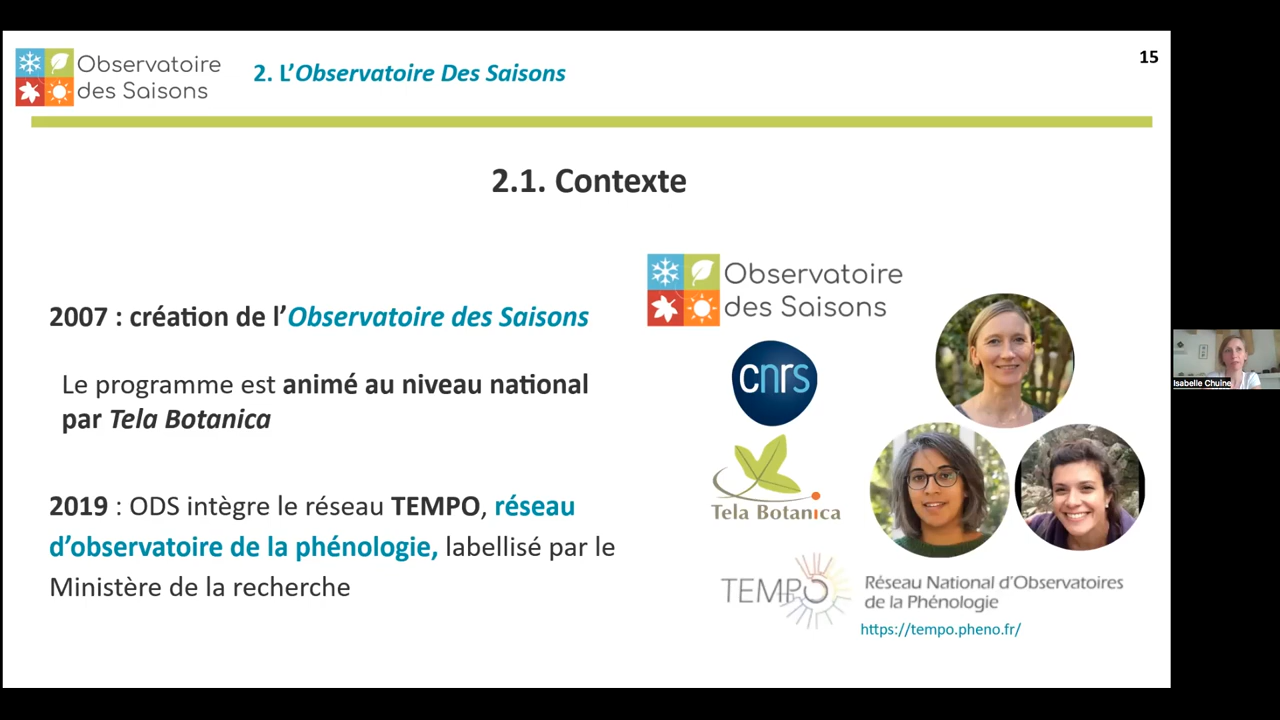 Observatoire
des Saisons
2. L'Observatoire Des Saisons
15
2.1. Contexte
2007 : création de l'Observatoire des Saisons
Le programme est animé au niveau national
par Tela Botanica
2019 : ODS intègre le réseau TEMPO, réseau
d'observatoire de la phénologie, labellisé par le
Ministère de la recherche
Observatoire
des Saisons
cnrs
Tela Botanica
TEMPO
Réseau National d'Observatoires
de la Phénologie
https://tempo.pheno.fr/
Isabelle Chuine